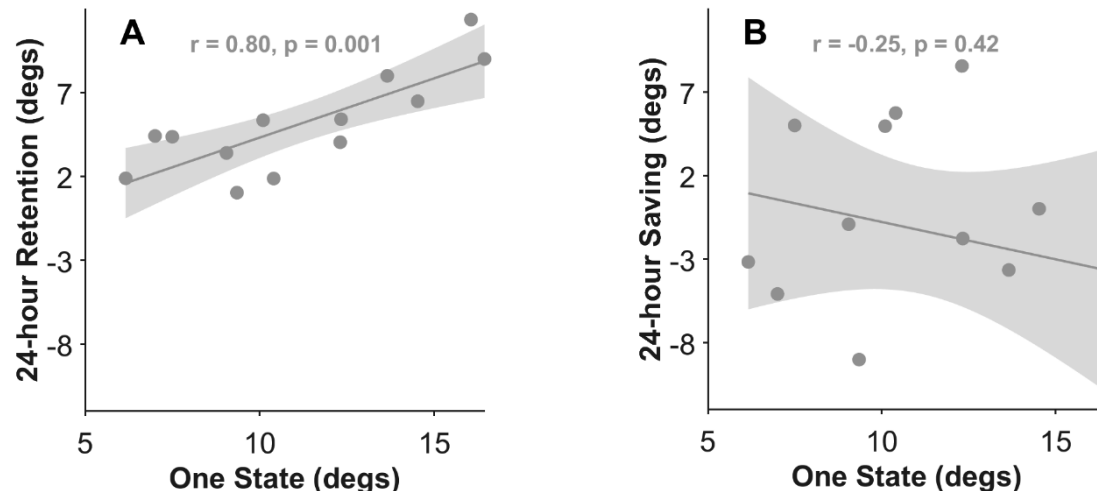 A
r = 0.80, p = 0.001
24-hour Retention (degs)
7
2
-3
-8
5
10
15
One State (degs)
B
r = -0.25, p = 0.42
24-hour Saving (degs)
7
2
-3
-8
5
10
15
One State (degs)